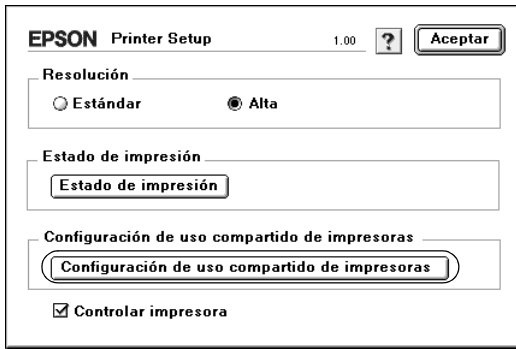 EPSON Printer Setup 1.00 ? Aceptar
Resolución
Estándar Alta
Estado de impresión
Estado de impresión
Configuración de uso compartido de impresoras
Configuración de uso compartido de impresoras
Controlar impresora